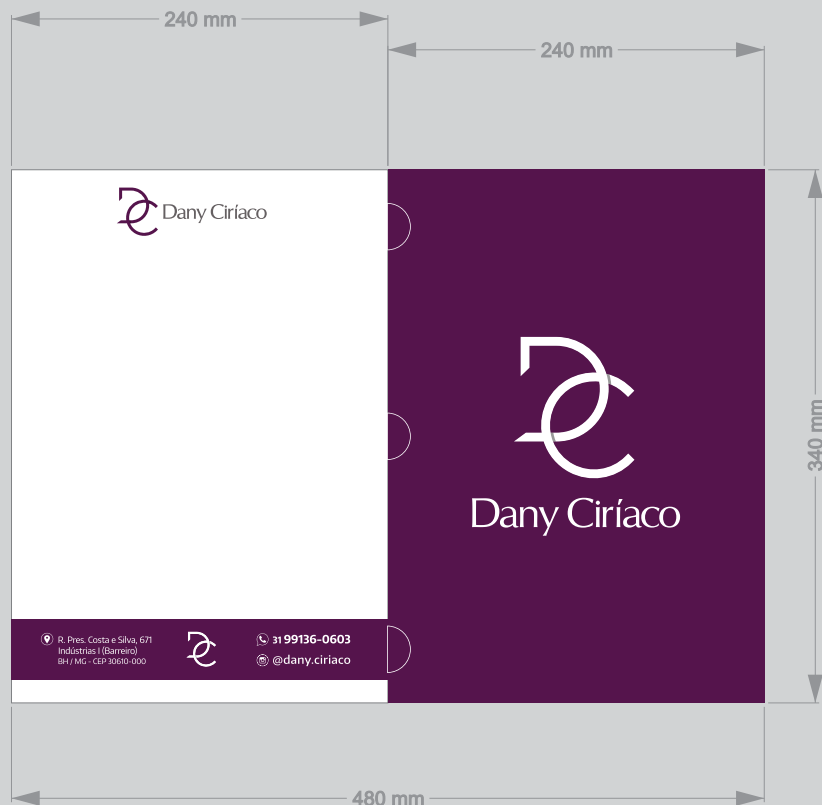 240 mm
240 mm
Dany Ciríaco
Dany Ciríaco
340 mm
R. Pres. Costa e Silva, 671
Indústrias I (Barreiro)
BH / MG - CEP 30610-000
31 99136-0603
@dany.ciriaco
480 mm